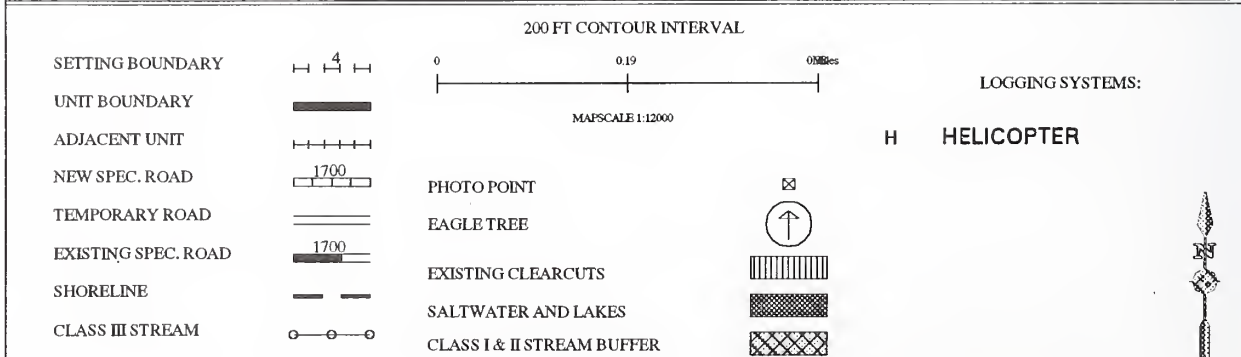 200 FT CONTOUR INTERVAL
SETTING BOUNDARY 4
0 0.19
UNIT BOUNDARY
MAPSCALE 1:12000
ADJACENT UNIT
NEW SPEC. ROAD 1700
TEMPORARY ROAD
EXISTING SPEC. ROAD 1700
SHORELINE
CLASS III STREAM
PHOTO POINT
EAGLE TREE
EXISTING CLEARCUTS
SALTWATER AND LAKES
CLASS I & II STREAM BUFFER
LOGGING SYSTEMS:
H HELICOPTER
N